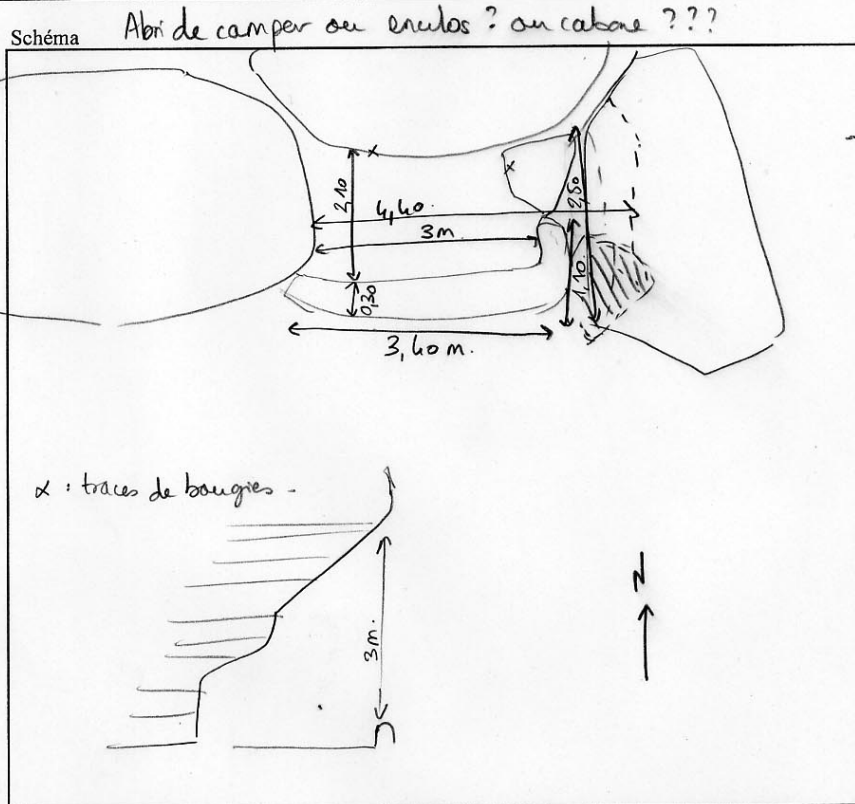 Schéma Abri de camper ou enclos ? ou cabane ???
x
x
2,10
4,40
2,50
3m
1,10
0,30
3,40 m.
x : traces de bougies -
3m.
N